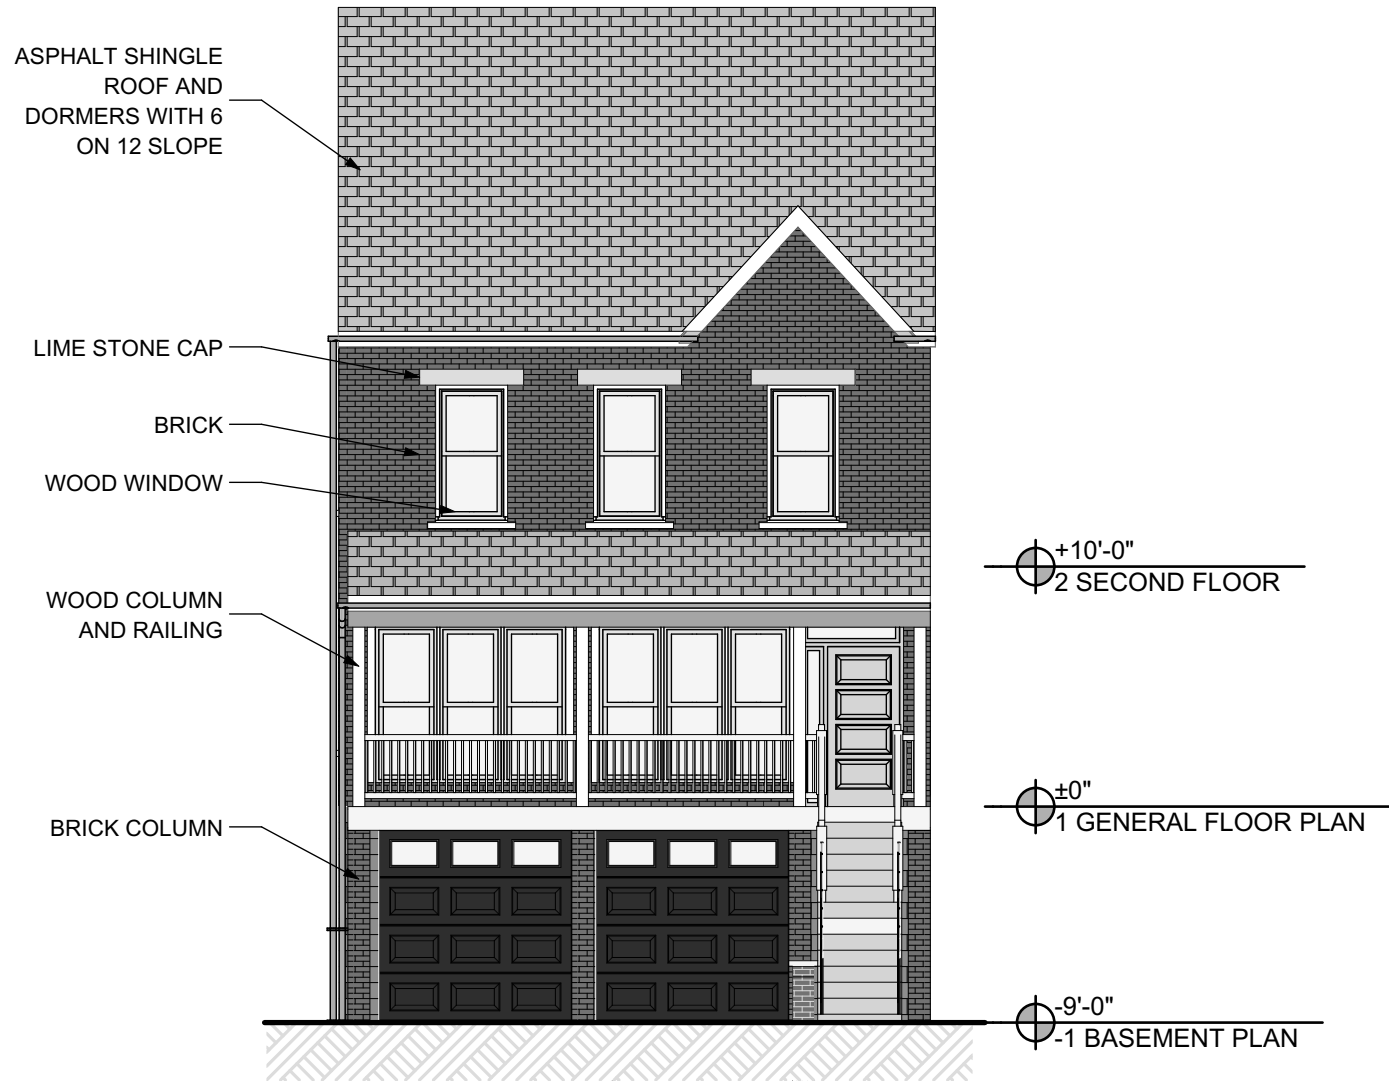 ASPHALT SHINGLE
ROOF AND
DORMERS WITH 6
ON 12 SLOPE
LIME STONE CAP
BRICK
WOOD WINDOW
WOOD COLUMN
AND RAILING
BRICK COLUMN
+10'-0"
2 SECOND FLOOR
±0"
1 GENERAL FLOOR PLAN
-9'-0"
-1 BASEMENT PLAN